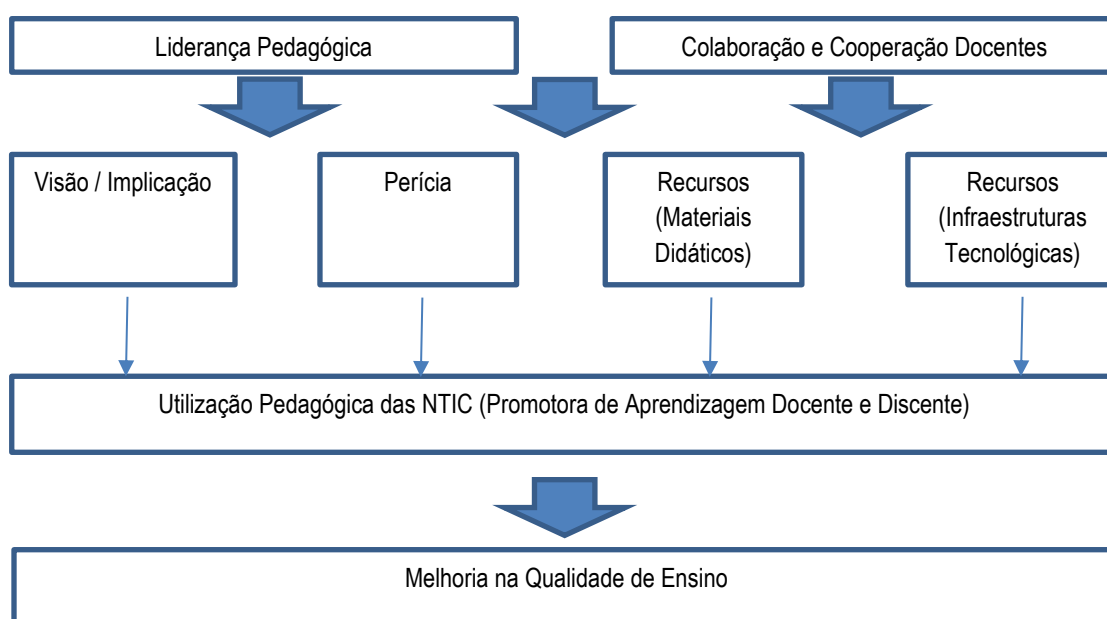 Liderança Pedagógica
Colaboração e Cooperação Docentes
Visão / Implicação
Perícia
Recursos
(Materiais
Didáticos)
Recursos
(Infraestruturas
Tecnológicas)
Utilização Pedagógica das NTIC (Promotora de Aprendizagem Docente e Discente)
Melhoria na Qualidade de Ensino